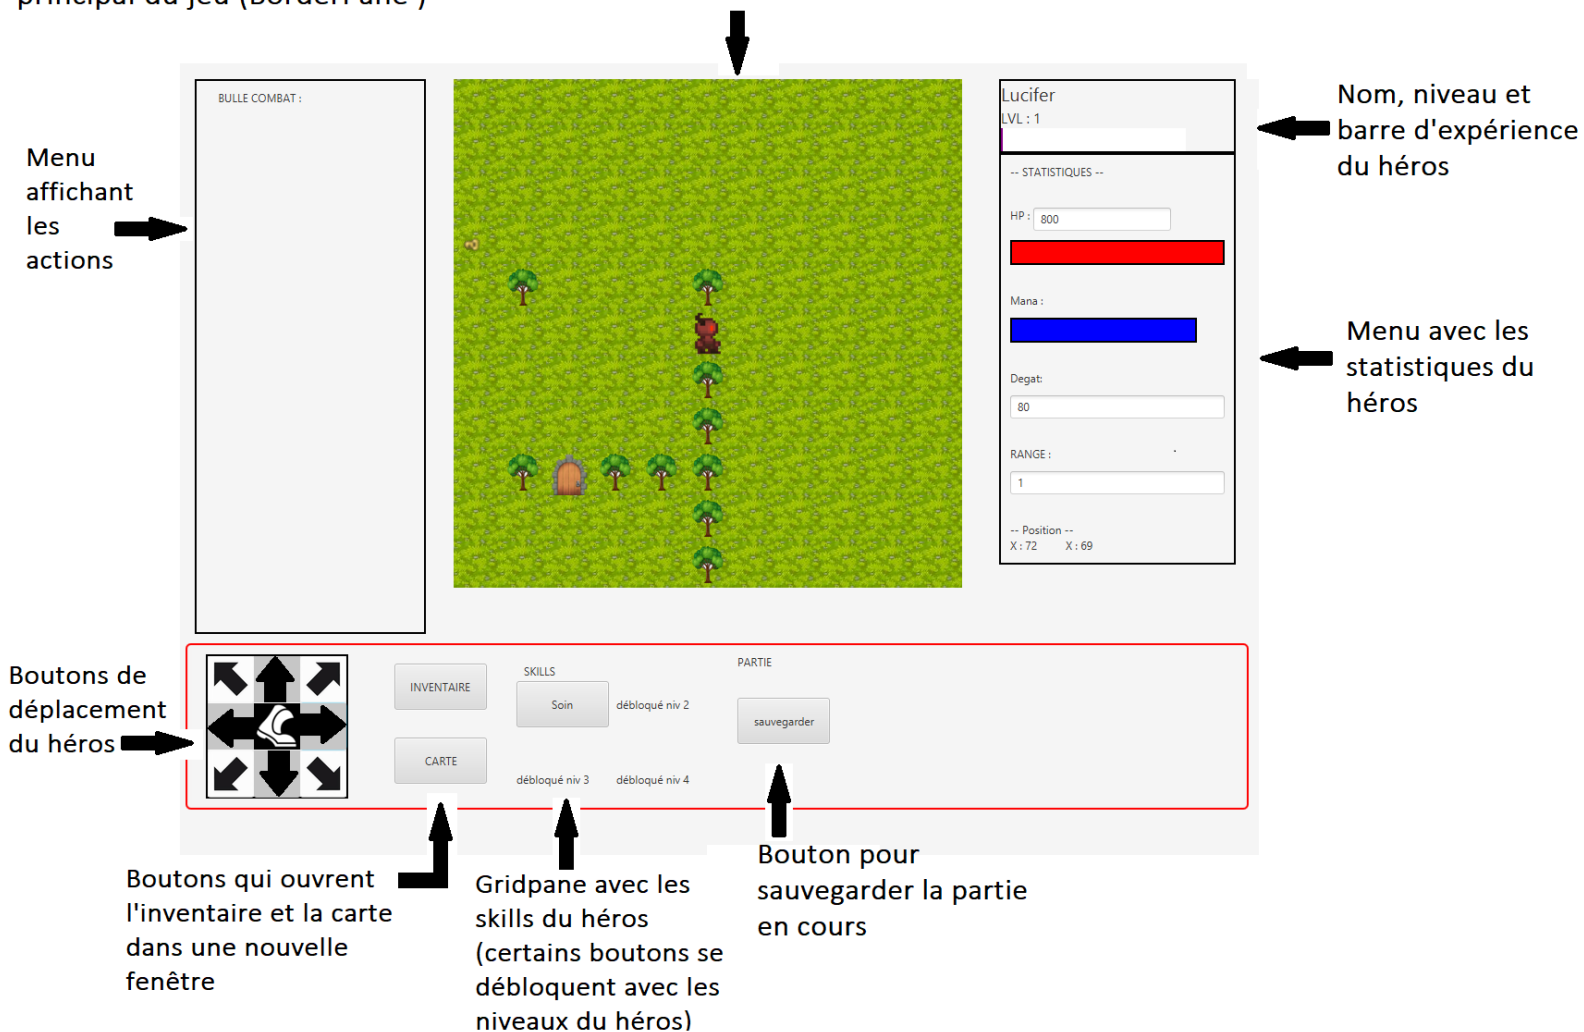 principal du jeu (BorderPane )
BULLE COMBAT :
Menu
affichant
les
actions
Lucifer
LVL : 1
Nom, niveau et
barre d'expérience
du héros
-- STATISTIQUES --
HP :
800
Mana :
Degat:
80
RANGE :
1
-- Position --
X : 72 X : 69
Menu avec les
statistiques du
héros
Boutons de
déplacement
du héros
INVENTAIRE
CARTE
SKILLS
Soin
débloqué niv 2
débloqué niv 3
débloqué niv 4
PARTIE
sauvegarder
Boutons qui ouvrent
l'inventaire et la carte
dans une nouvelle
fenêtre
Gridpane avec les
skills du héros
(certains boutons se
débloquent avec les
niveaux du héros)
Bouton pour
sauvegarder la partie
en cours